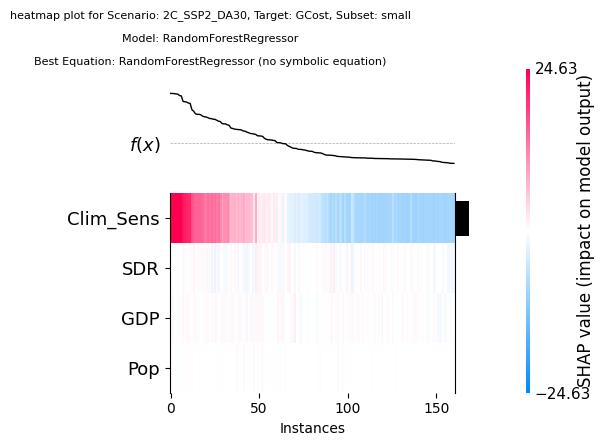 heatmap plot for Scenario: 2C_SSP2_DA30, Target: GCost, Subset: small
Model: RandomForestRegressor
Best Equation: RandomForestRegressor (no symbolic equation)
24.63
f(x)
Clim_Sens
SDR
GDP
Pop
0
50
100
150
Instances
−24.63
SHAP value (impact on model output)